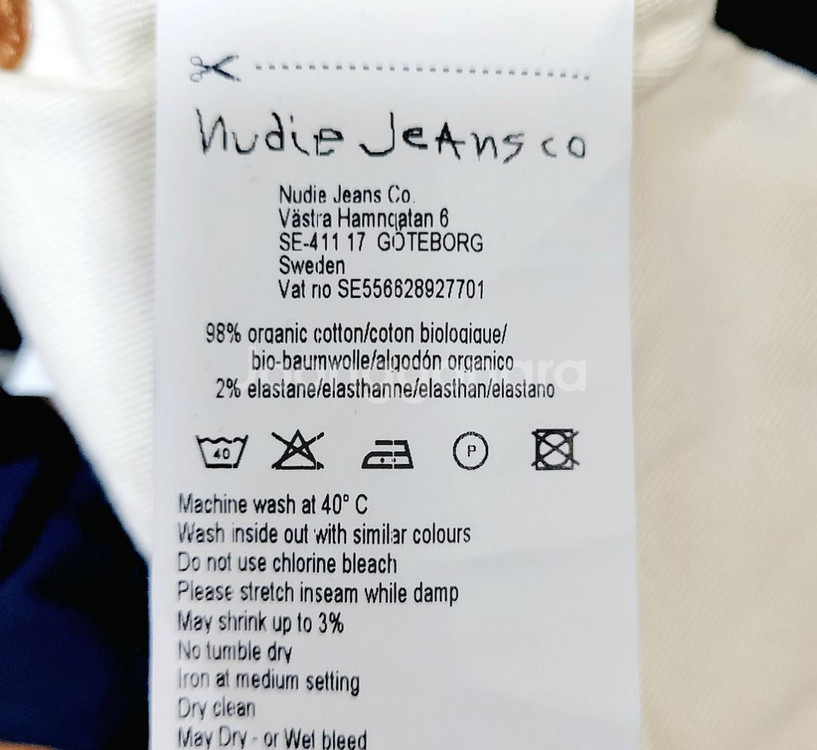 Nudie Jeans co
Nudie Jeans Co.
Västra Hamngatan 6
SE-411 17 GÖTEBORG
Sweden
Vat no SE556628927701
98% organic cotton/coton biologique/
bio-baumwolle/algodón organico
2% elastane/elasthanne/elasthan/elastano
40
P
Machine wash at 40° C
Wash inside out with similar colours
Do not use chlorine bleach
Please stretch inseam while damp
May shrink up to 3%
No tumble dry
Iron at medium setting
Dry clean
May Dry - or Wet bleed